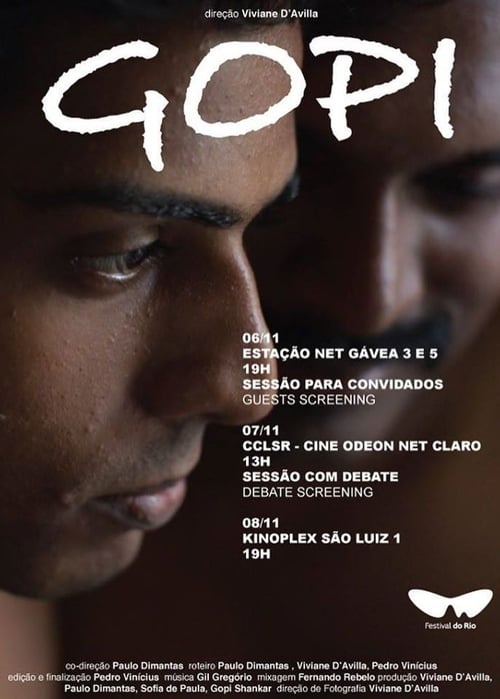 direção Viviane D'Avilla
GOPI
06/11
ESTAÇÃO NET GÁVEA 3 E 5
19H
SESSÃO PARA CONVIDADOS
GUESTS SCREENING
07/11
CCLSR - CINE ODEON NET CLARO
13H
SESSÃO COM DEBATE
DEBATE SCREENING
08/11
KINOPLEX SÃO LUIZ 1
19H
Festival do Rio
co-direção Paulo Dimantas roteiro Paulo Dimantas , Viviane D'Avilla, Pedro Vinícius
edição e finalização Pedro Vinícius música Gil Gregório mixagem Fernando Rebelo produção Viviane D'Avilla,
Paulo Dimantas, Sofia de Paula, Gopi Shankar direção de Fotografia Viviane D'Avilla